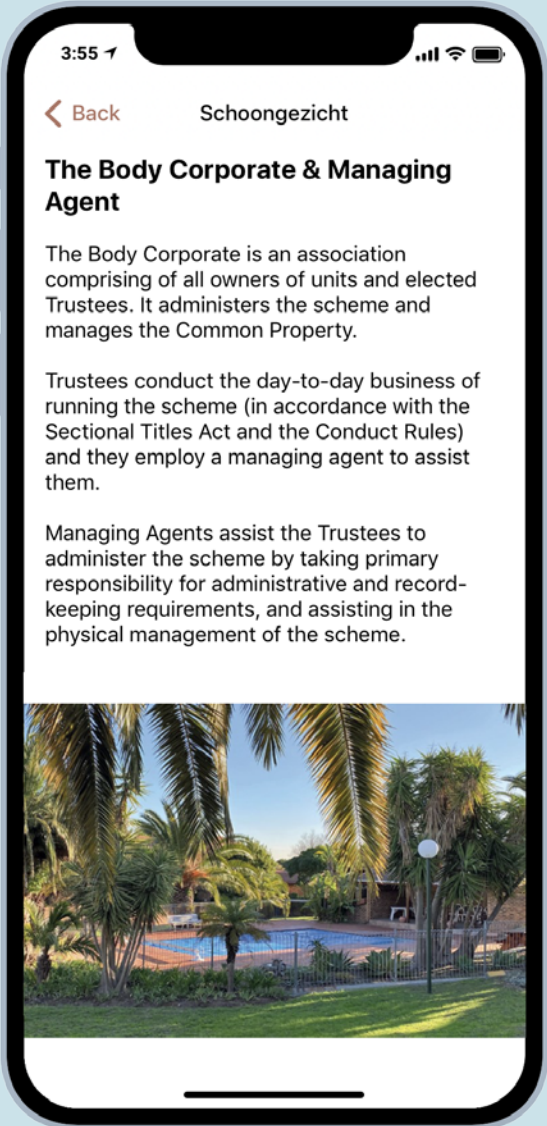 3:55
Back
Schoongezicht
The Body Corporate & Managing
Agent
The Body Corporate is an association
comprising of all owners of units and elected
Trustees. It administers the scheme and
manages the Common Property.
Trustees conduct the day-to-day business of
running the scheme (in accordance with the
Sectional Titles Act and the Conduct Rules)
and they employ a managing agent to assist
them.
Managing Agents assist the Trustees to
administer the scheme by taking primary
responsibility for administrative and record-
keeping requirements, and assisting in the
physical management of the scheme.